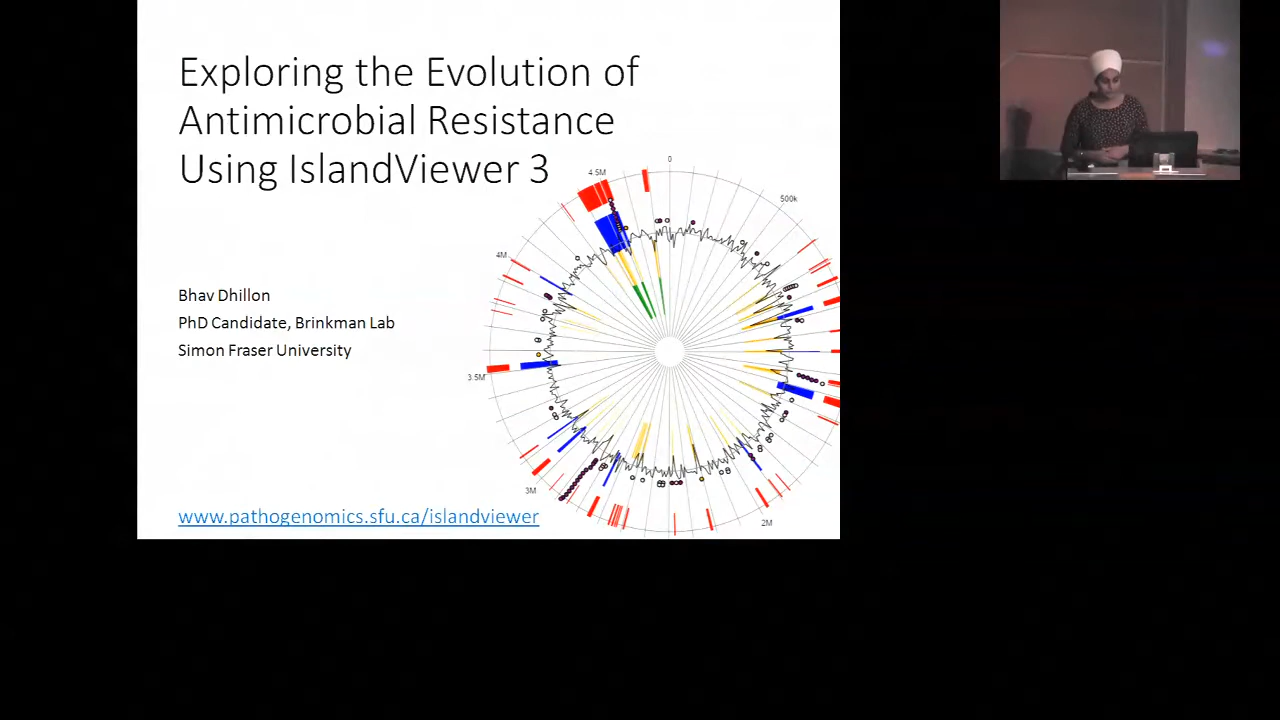 Exploring the Evolution of
Antimicrobial Resistance
Using IslandViewer 3
0
4.5M
500k
4M
Bhav Dhillon
PhD Candidate, Brinkman Lab
Simon Fraser University
3.5M
3M
www.pathogenomics.sfu.ca/islandviewer
2M